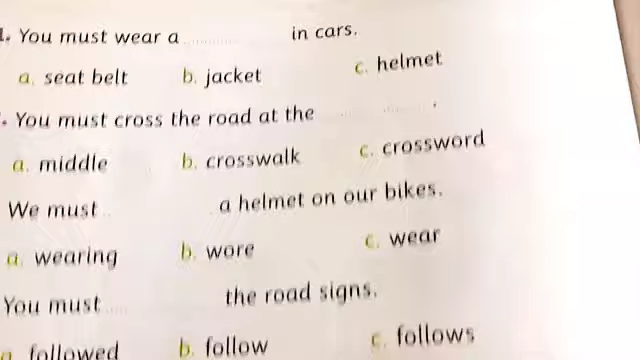 1. You must wear a .......... in cars.
a. seat belt b. jacket c. helmet
. You must cross the road at the .......... .
a. middle b. crosswalk c. crossword
We must .......... a helmet on our bikes.
a. wearing b. wore c. wear
You must .......... the road signs.
a. followed b. follow c. follows